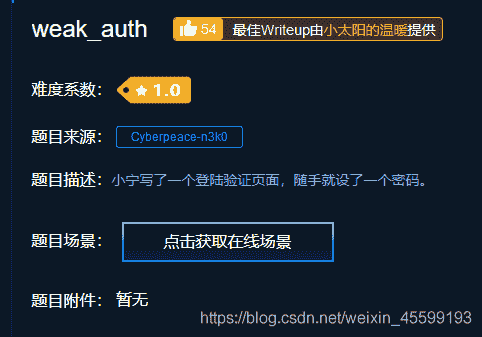 weak_auth 54 最佳Writeup由小太阳的温暖提供
难度系数： 1.0
题目来源： Cyberpeace-n3k0
题目描述：小宁写了一个登陆验证页面，随手就设了一个密码。
题目场景： 点击获取在线场景
题目附件： 暂无
https://blog.csdn.net/weixin_45599193